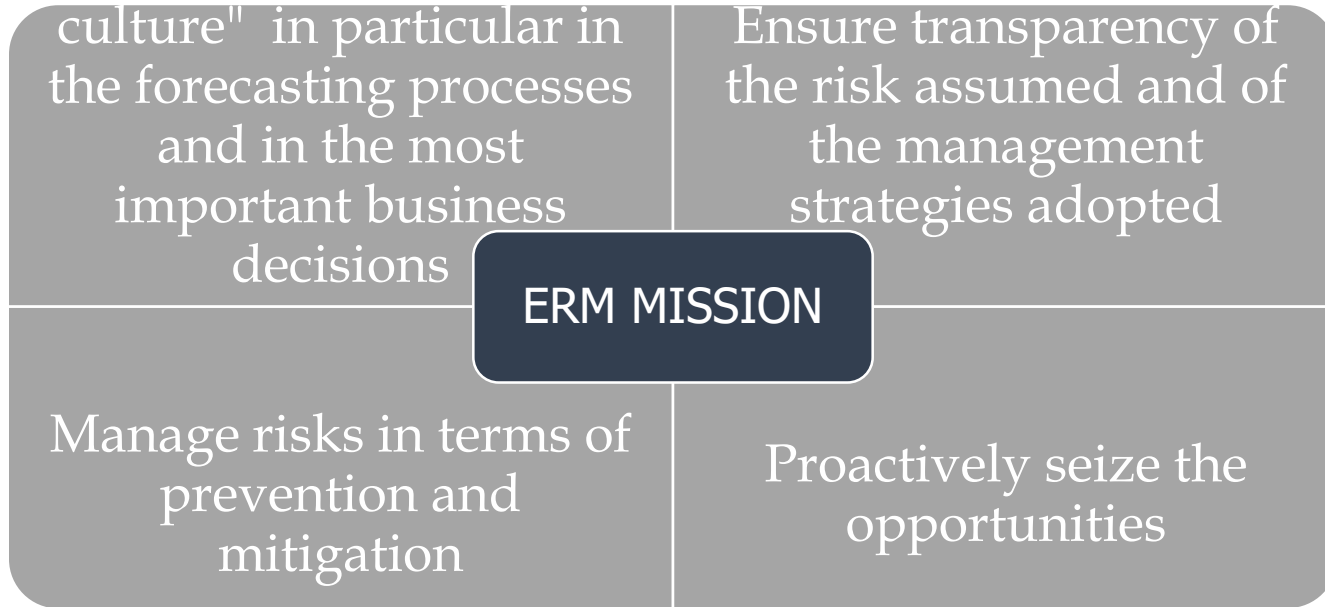 culture" in particular in
the forecasting processes
and in the most
important business
decisions
Ensure transparency of
the risk assumed and of
the management
strategies adopted
ERM MISSION
Manage risks in terms of
prevention and
mitigation
Proactively seize the
opportunities